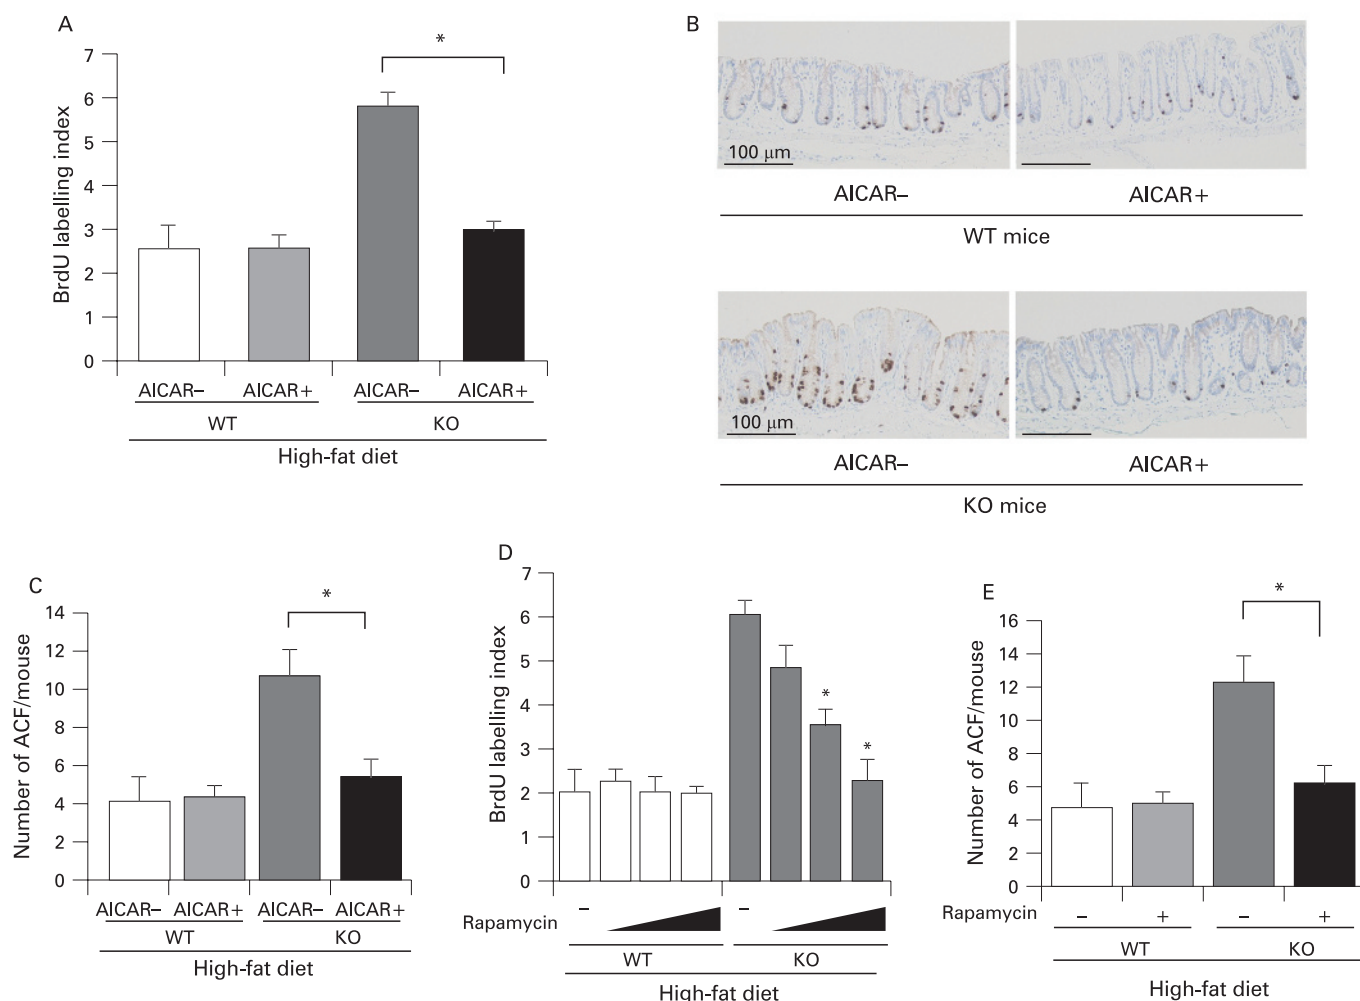 A
*
7
6
5
4
3
2
1
0
BrdU labelling index
AICAR– AICAR+ AICAR– AICAR+
WT KO
High-fat diet
B
100 µm
AICAR– AICAR+
WT mice
100 µm
AICAR– AICAR+
KO mice
C
*
14
12
10
8
6
4
2
0
Number of ACF/mouse
AICAR– AICAR+ AICAR– AICAR+
WT KO
High-fat diet
D
7
6
5
4
3
2
1
0
BrdU labelling index
*
*
Rapamycin – –
WT KO
High-fat diet
E
*
16
14
12
10
8
6
4
2
0
Number of ACF/mouse
Rapamycin – + – +
WT KO
High-fat diet